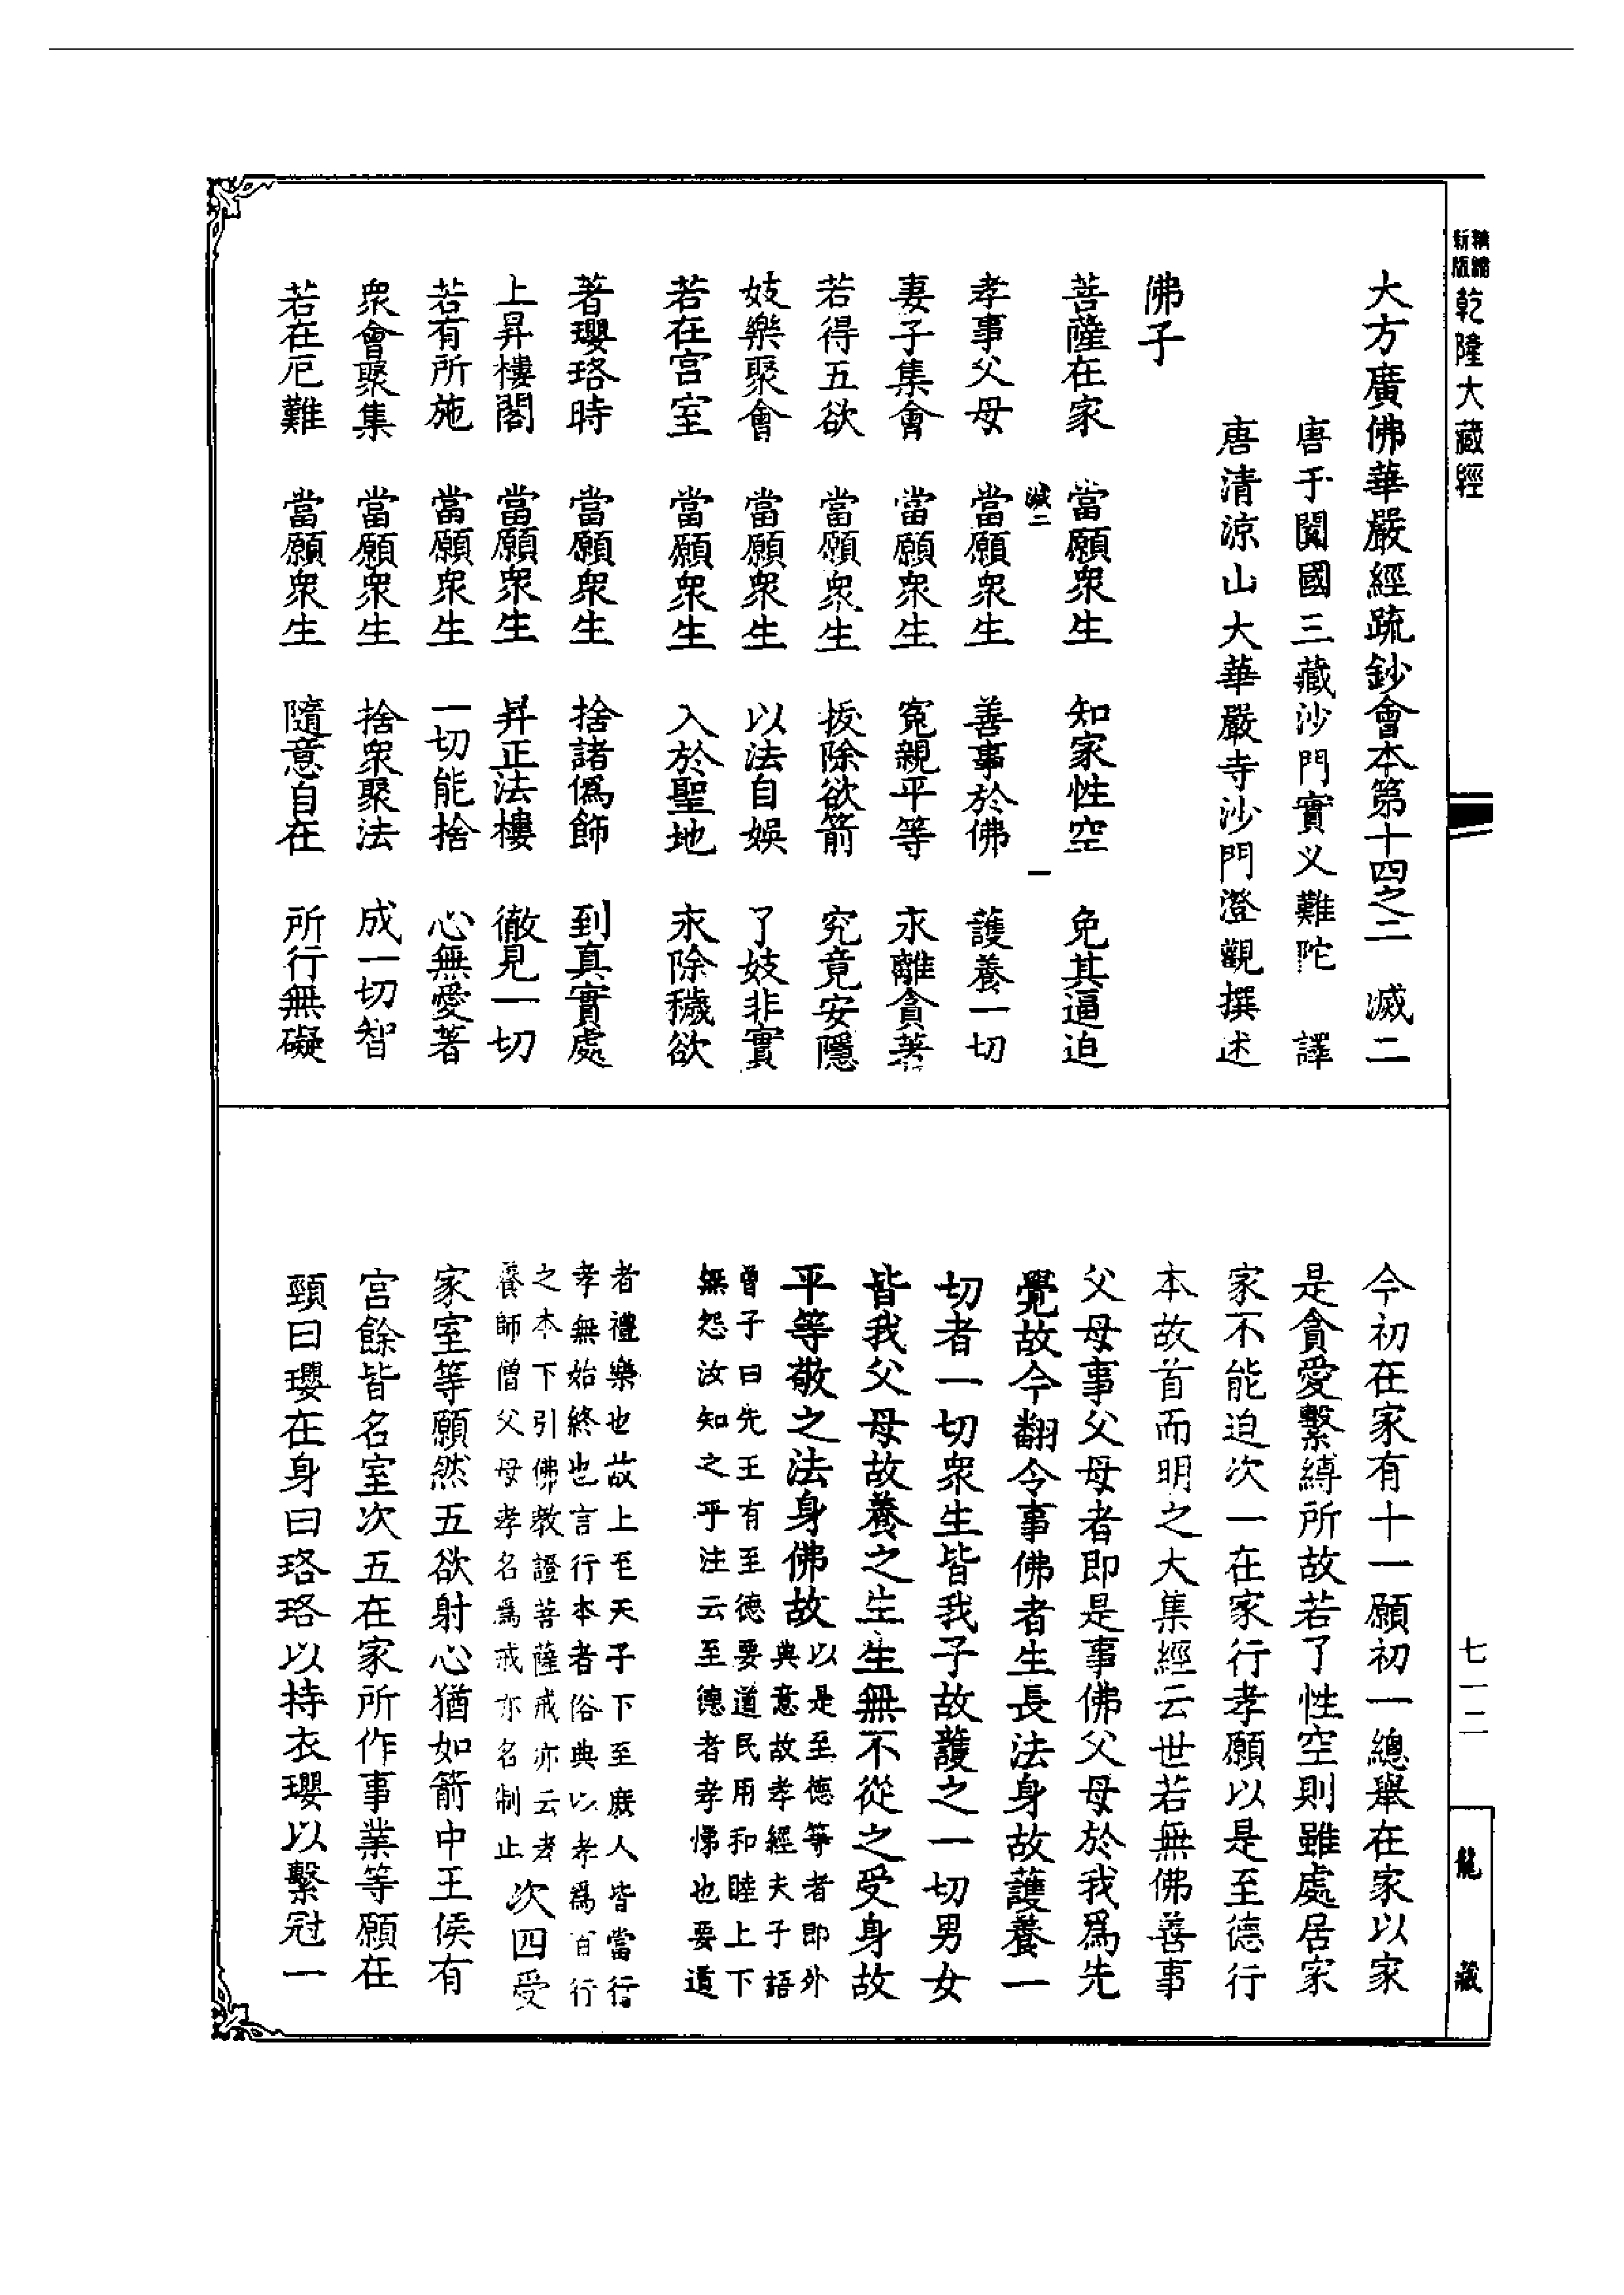 新版 精縮 乾隆大藏經
大方廣佛華嚴經疏鈔會本第十四之二 滅二
唐于闐國三藏沙門實叉難陀 譯
唐清涼山大華嚴寺沙門澄觀撰述
佛子
菩薩在家 當願衆生 知家性空 免其逼迫
滅二 一
孝事父母 當願衆生 善事於佛 護養一切
妻子集會 當願衆生 寃親平等 永離貪著
若得五欲 當願衆生 拔除欲箭 究竟安隱
妓樂聚會 當願衆生 以法自娛 了妓非實
若在宮室 當願衆生 入於聖地 永除穢欲
著瓔珞時 當願衆生 捨諸僞飾 到真實處
上昇樓閣 當願衆生 昇正法樓 徹見一切
若有所施 當願衆生 一切能捨 心無愛著
衆會聚集 當願衆生 捨衆聚法 成一切智
若在厄難 當願衆生 隨意自在 所行無礙
今初在家有十一願初一總舉在家以家
是貪愛繫縛所故若了性空則雖處居家
家不能迫次一在家行孝願以是至德行
本故首而明之大集經云世若無佛善事
父母事父母者即是事佛父母於我爲先
覺故今翻令事佛者生長法身故護養一
切者一切衆生皆我子故護之一切男女
皆我父母故養之生生無不從之受身故
平等敬之法身佛故
以是至德等者即外
典意故孝經夫子語
曾子曰先王有至德要道民用和睦上下
無怨汝知之乎注云至德者孝悌也要道
者禮樂也故上至天子下至庶人皆當行
孝無始終也言行本者俗典以孝爲百行
之本下引佛教證菩薩戒亦云孝
養師僧父母孝名爲戒亦名制止
次四受
家室等願然五欲射心猶如箭中王侯有
宮餘皆名室次五在家所作事業等願在
頸曰瓔在身曰珞珞以持衣瓔以繫冠一
七一二
龍藏